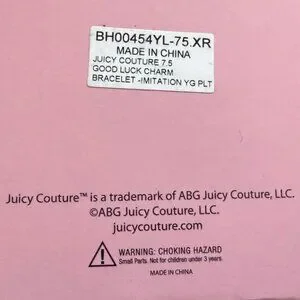 BH00454YL-75.XR
MADE IN CHINA
JUICY COUTURE 7.5
GOOD LUCK CHARM
BRACELET -IMITATION YG PLT
Juicy Couture™ is a trademark of ABG Juicy Couture, LLC.
©ABG Juicy Couture, LLC.
juicycouture.com
WARNING: CHOKING HAZARD
Small Parts. Not for children under 3 years.
MADE IN CHINA